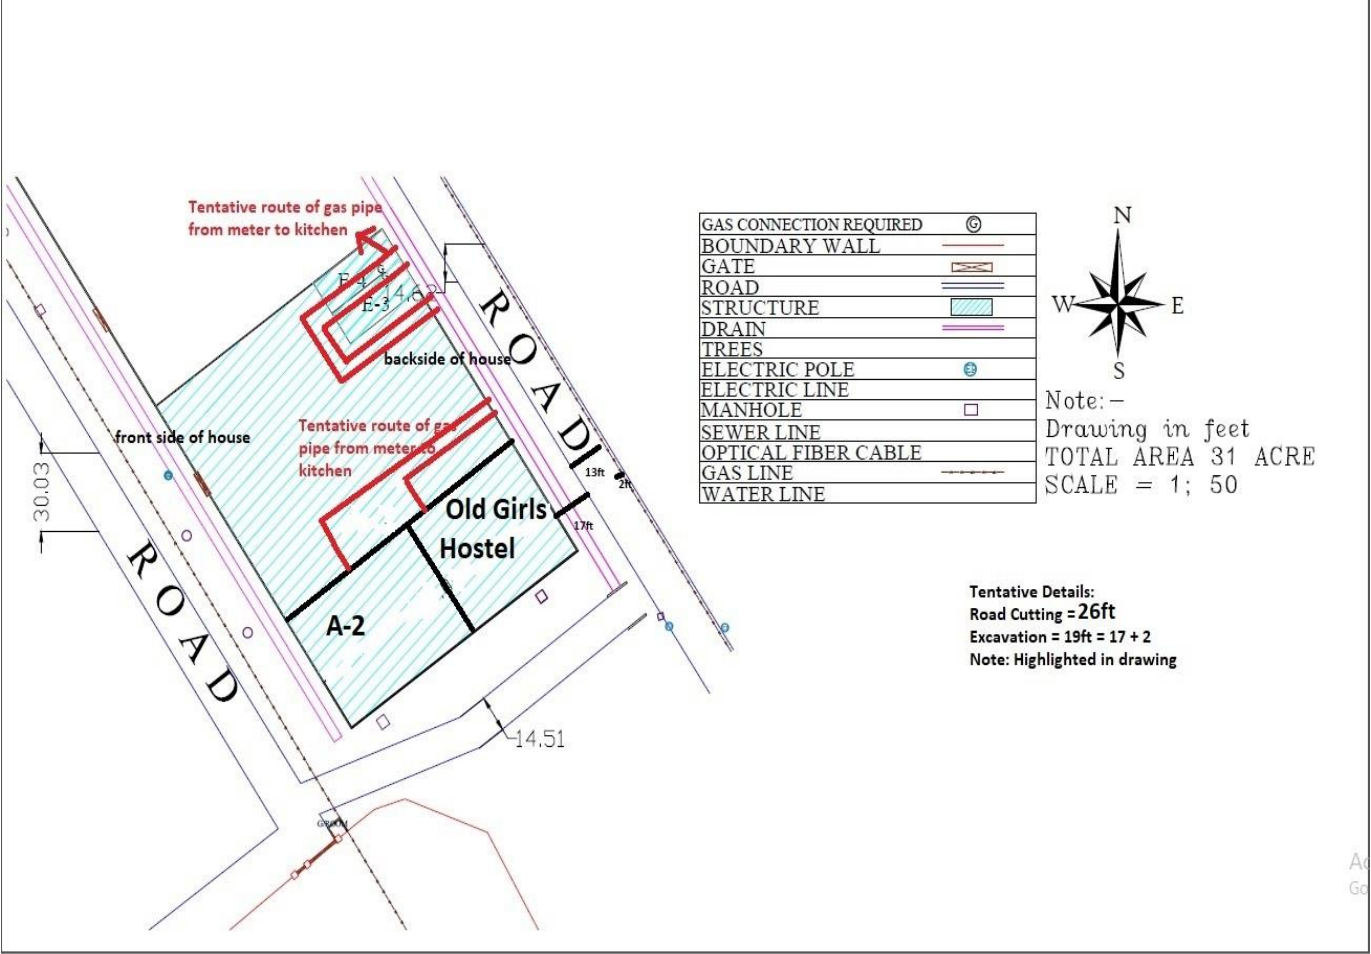 Tentative route of gas pipe
from meter to kitchen
E-3
14.6
ROAD
backside of house
Tentative route of gas
pipe from meter to
kitchen
front side of house
30.03
13ft
2ft
17ft
Old Girls
Hostel
A-2
ROAD
14.51
GAS CONNECTION REQUIRED G
BOUNDARY WALL
GATE
ROAD
STRUCTURE
DRAIN
TREES
ELECTRIC POLE
ELECTRIC LINE
MANHOLE
SEWER LINE
OPTICAL FIBER CABLE
GAS LINE
WATER LINE
N
W E
S
Note:-
Drawing in feet
TOTAL AREA 31 ACRE
SCALE = 1; 50
Tentative Details:
Road Cutting = 26ft
Excavation = 19ft = 17 + 2
Note: Highlighted in drawing